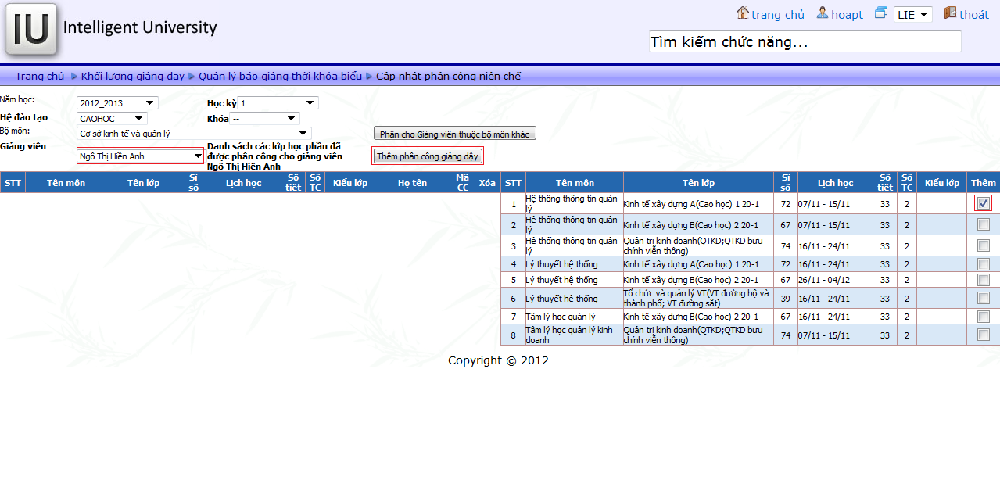 IU Intelligent University
trang chủ hoapt LIE thoát
Tìm kiếm chức năng...
Trang chủ Khối lượng giảng dạy Quản lý báo giảng thời khóa biểu Cập nhật phân công niên chế
Năm học: 2012_2013 Học kỳ 1
Hệ đào tạo CAOHOC Khóa --
Bộ môn: Cơ sở kinh tế và quản lý Phân cho Giảng viên thuộc bộ môn khác
Giảng viên Ngô Thị Hiền Anh
Danh sách các lớp học phần đã
được phân công cho giảng viên
Ngô Thị Hiền Anh
Thêm phân công giảng dậy
STT Tên môn Tên lớp Sĩ số Lịch học Số tiết Số TC Kiểu lớp Họ tên Mã CC Xóa
STT Tên môn Tên lớp Sĩ số Lịch học Số tiết Số TC Kiểu lớp Thêm
1 Hệ thống thông tin quản lý Kinh tế xây dựng A(Cao học) 1 20-1 72 07/11 - 15/11 33 2
2 Hệ thống thông tin quản lý Kinh tế xây dựng B(Cao học) 2 20-1 67 07/11 - 15/11 33 2
3 Hệ thống thông tin quản lý Quản trị kinh doanh(QTKD;QTKD bưu chính viễn thông) 74 16/11 - 24/11 33 2
4 Lý thuyết hệ thống Kinh tế xây dựng A(Cao học) 1 20-1 72 16/11 - 24/11 33 2
5 Lý thuyết hệ thống Kinh tế xây dựng B(Cao học) 2 20-1 67 26/11 - 04/12 33 2
6 Lý thuyết hệ thống Tổ chức và quản lý VT(VT đường bộ và thành phố; VT đường sắt) 39 16/11 - 24/11 33 2
7 Tâm lý học quản lý Kinh tế xây dựng B(Cao học) 2 20-1 67 16/11 - 24/11 33 2
8 Tâm lý học quản lý kinh doanh Quản trị kinh doanh(QTKD;QTKD bưu chính viễn thông) 74 07/11 - 15/11 33 2
Copyright © 2012